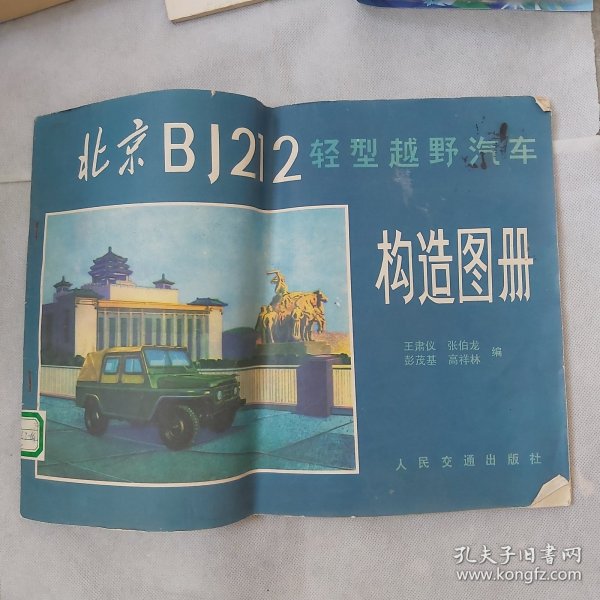 北京BJ212轻型越野汽车
构造图册
王肃仪 张伯龙
彭茂基 高祥林 编
人民交通出版社
孔夫子旧书网
www.kongfz.com